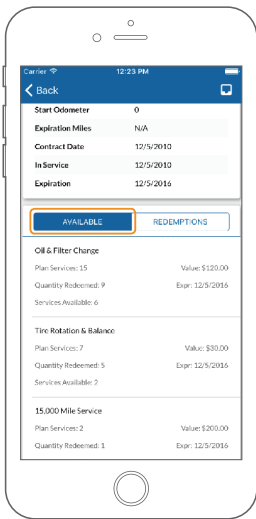 Carrier 12:23 PM
Back
Start Odometer 0
Expiration Miles N/A
Contract Date 12/5/2010
In Service 12/5/2010
Expiration 12/5/2016
AVAILABLE REDEMPTIONS
Oil & Filter Change
Plan Services: 15 Value: $120.00
Quantity Redeemed: 9 Expr: 12/5/2016
Services Available: 6
Tire Rotation & Balance
Plan Services: 7 Value: $30.00
Quantity Redeemed: 5 Expr: 12/5/2016
Services Available: 2
15,000 Mile Service
Plan Services: 2 Value: $200.00
Quantity Redeemed: 1 Expr: 12/5/2016